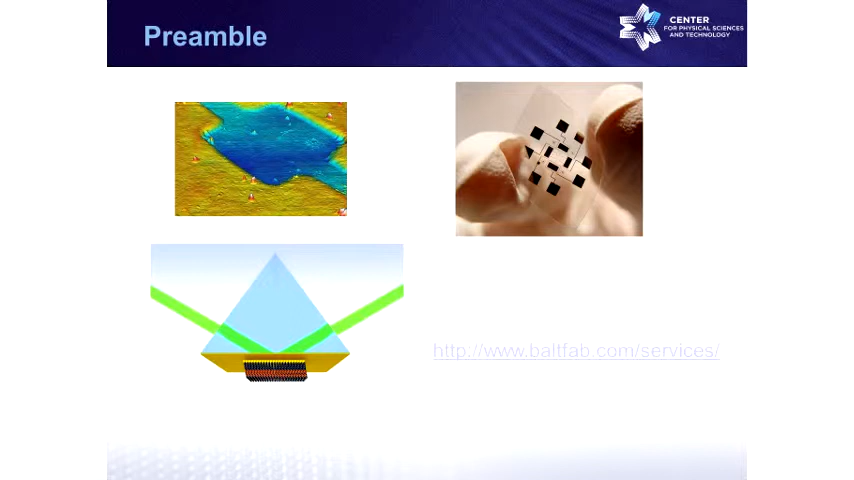 Preamble
CENTER
FOR PHYSICAL SCIENCES
AND TECHNOLOGY
http://www.baltfab.com/services/